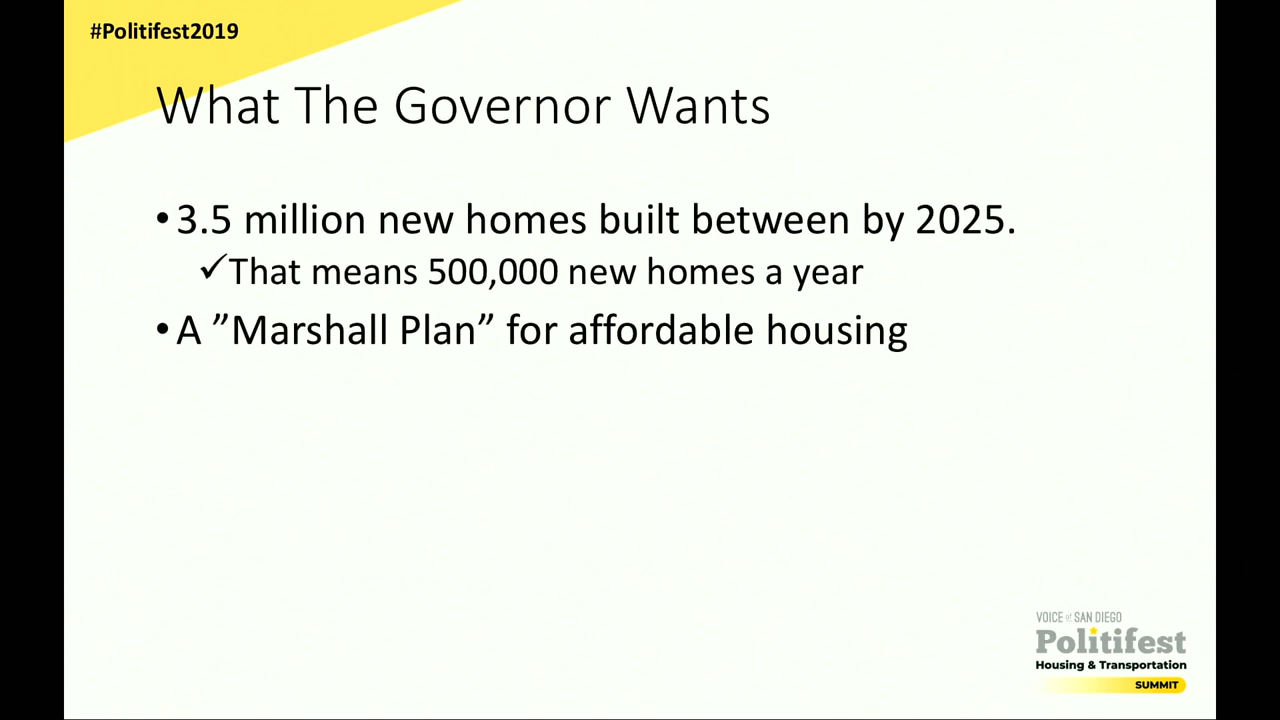 #Politifest2019
What The Governor Wants
•3.5 million new homes built between by 2025.
✓That means 500,000 new homes a year
•A ”Marshall Plan” for affordable housing
VOICE of SAN DIEGO
Politifest
Housing & Transportation
SUMMIT